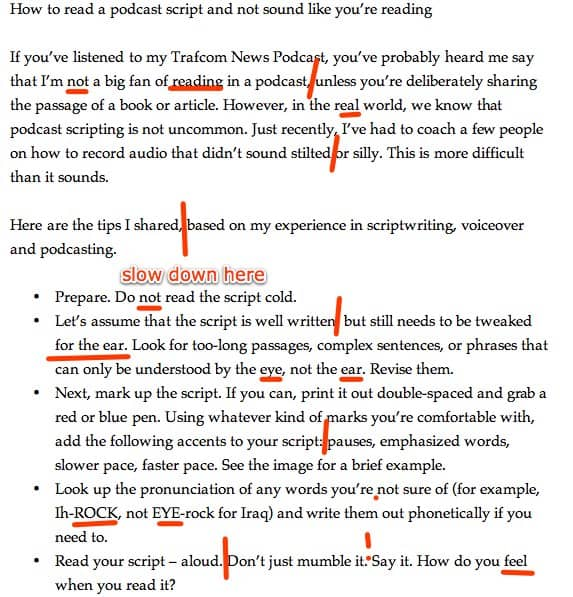 How to read a podcast script and not sound like you're reading
If you've listened to my Trafcom News Podcast, you've probably heard me say
that I'm not a big fan of reading in a podcast, unless you're deliberately sharing
the passage of a book or article. However, in the real world, we know that
podcast scripting is not uncommon. Just recently, I've had to coach a few people
on how to record audio that didn't sound stilted or silly. This is more difficult
than it sounds.
Here are the tips I shared, based on my experience in scriptwriting, voiceover
and podcasting.
slow down here
• Prepare. Do not read the script cold.
• Let's assume that the script is well written, but still needs to be tweaked
for the ear. Look for too-long passages, complex sentences, or phrases that
can only be understood by the eye, not the ear. Revise them.
• Next, mark up the script. If you can, print it out double-spaced and grab a
red or blue pen. Using whatever kind of marks you're comfortable with,
add the following accents to your script: pauses, emphasized words,
slower pace, faster pace. See the image for a brief example.
• Look up the pronunciation of any words you're not sure of (for example,
Ih-ROCK, not EYE-rock for Iraq) and write them out phonetically if you
need to.
• Read your script – aloud. Don't just mumble it. Say it. How do you feel
when you read it?